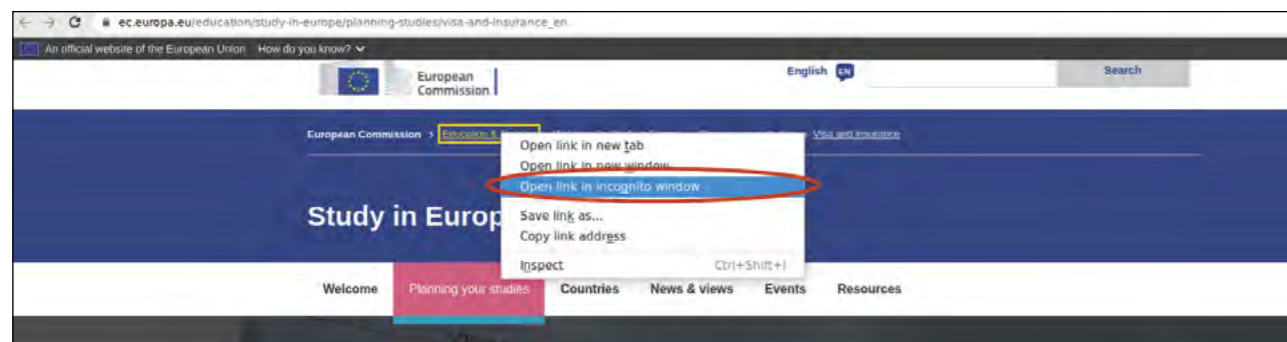 ec.europa.eu/education/study-in-europe/planning-studies/visa-and-insurance_en
An official website of the European Union How do you know?
European
Commission
English EN
Search
European Commission > Education & Visa and insurance
Open link in new tab
Open link in new window
Open link in incognito window
Study in Europ
Save link as...
Copy link address
Inspect Ctrl+Shift+I
Welcome Planning your studies Countries News & views Events Resources